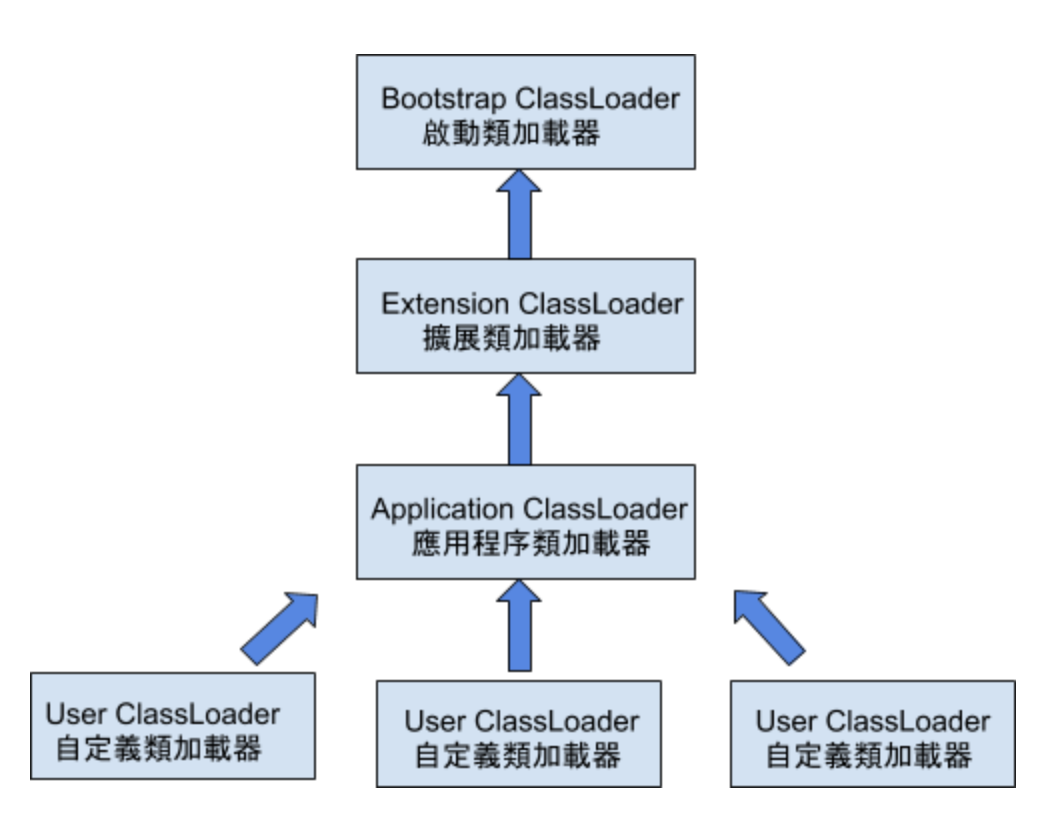 Bootstrap ClassLoader
啟動類加載器
Extension ClassLoader
擴展類加載器
Application ClassLoader
應用程序類加載器
User ClassLoader
自定義類加載器
User ClassLoader
自定義類加載器
User ClassLoader
自定義類加載器